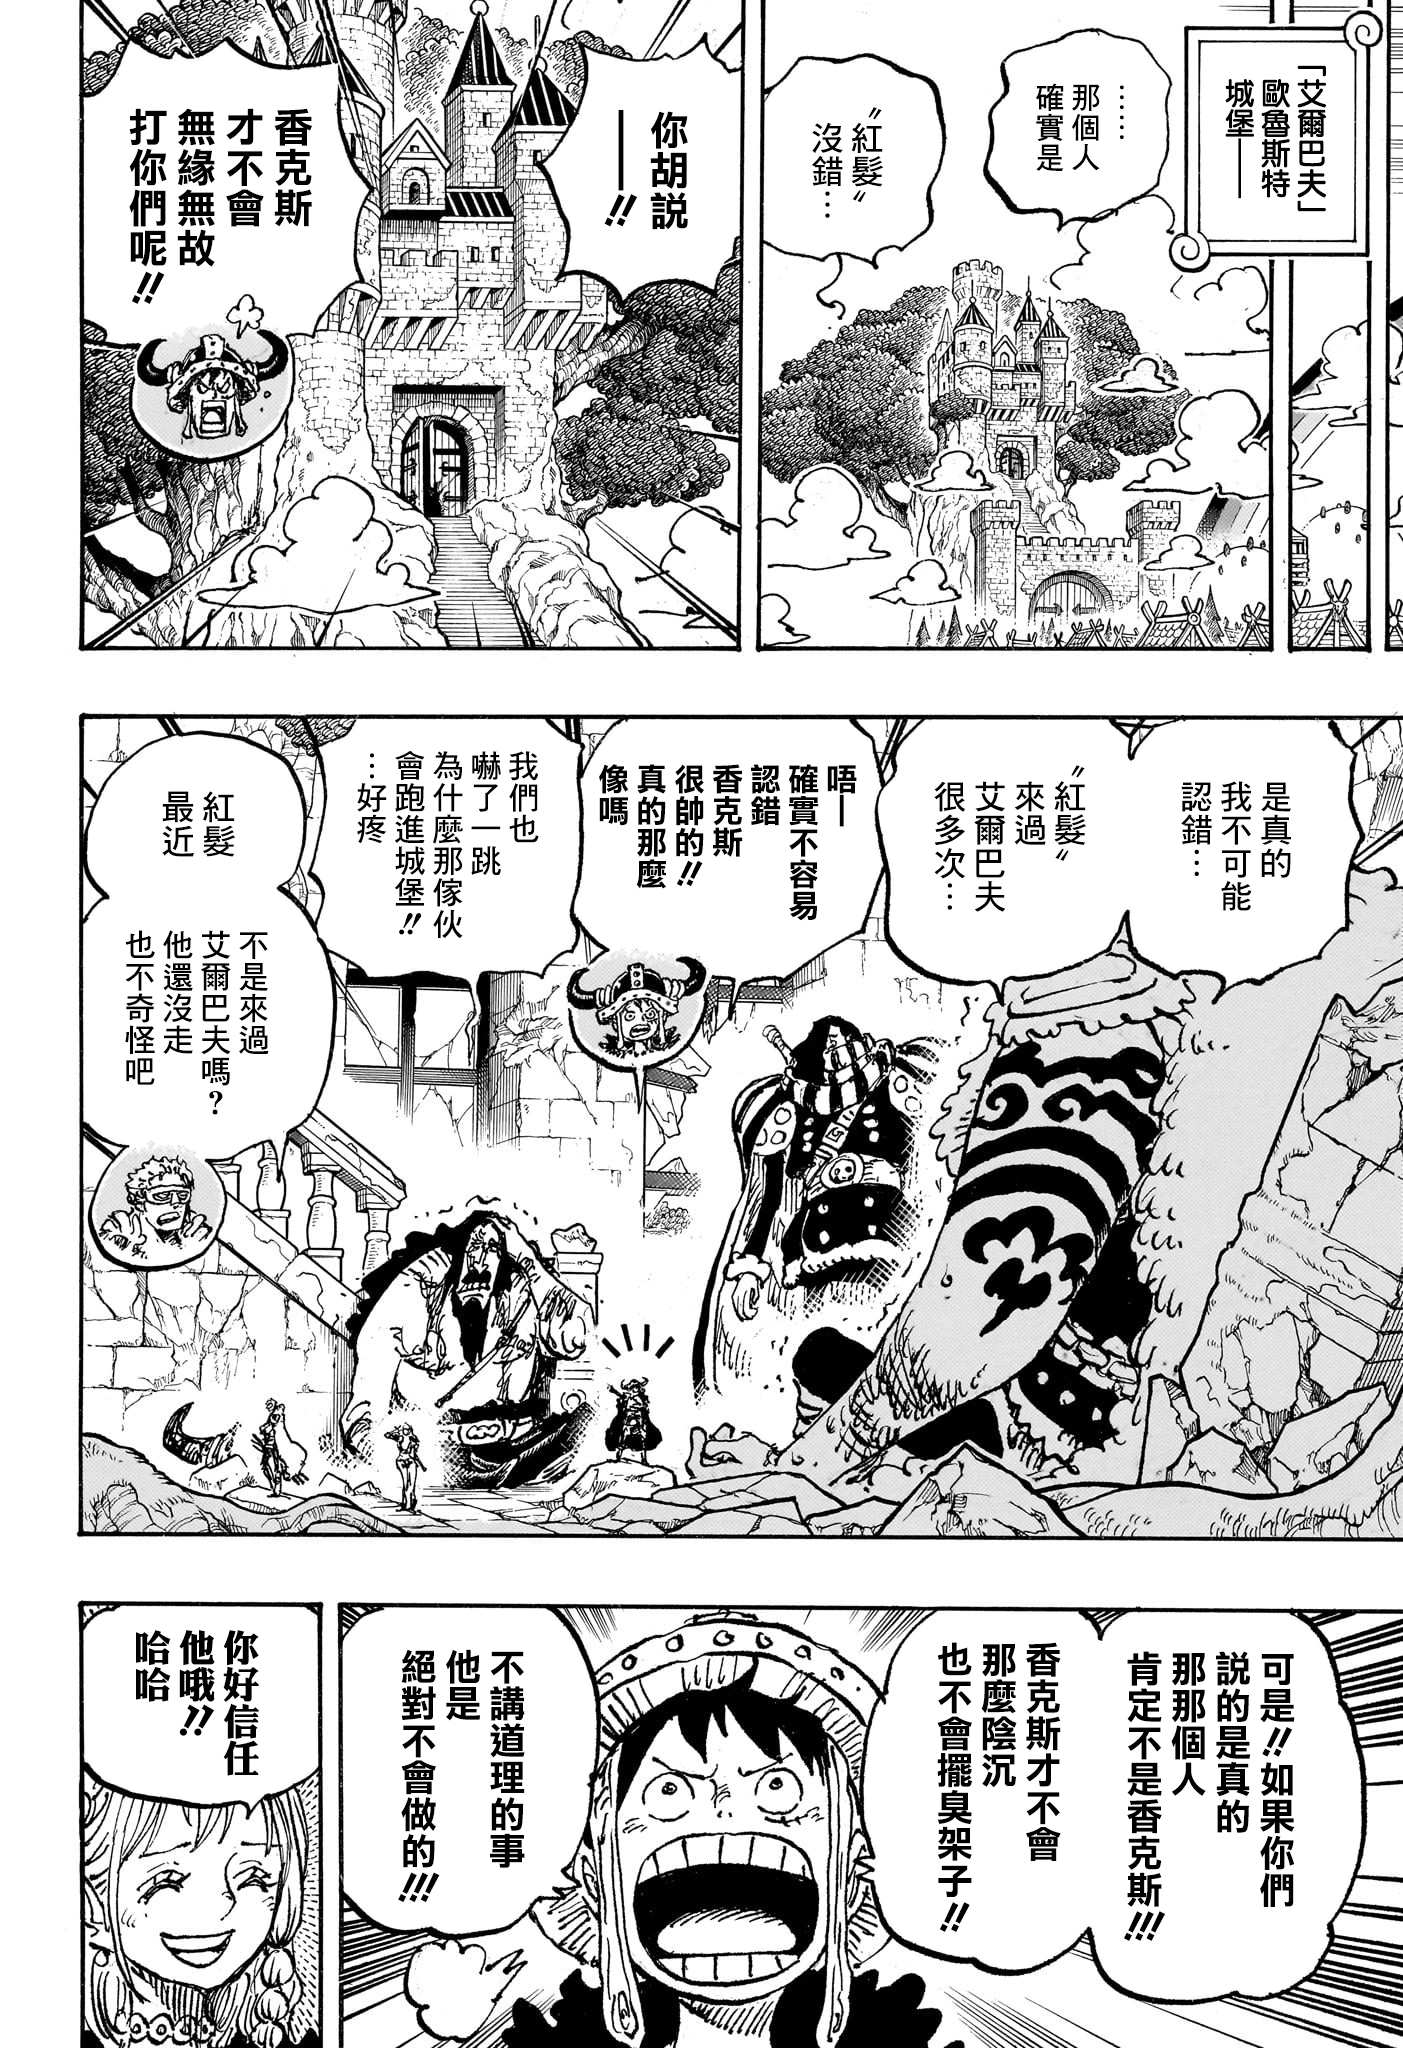 「艾爾巴夫」
歐魯斯特
城堡——
……
那個人
確實是
〝紅髮〞
沒錯…
你胡說
——!!
香克斯
才不會
無緣無故
打你們呢!!
是真的
我不可能
認錯…
〝紅髮〞
來過
艾爾巴夫
很多次…
唔—
確實不容易
認錯
香克斯
很帥的!!
真的那麼
像嗎
我們也
嚇了一跳
為什麼那傢伙
會跑進城堡!!
…好疼
紅髮
最近
不是來過
艾爾巴夫嗎?
他還沒走
也不奇怪吧
可是!!如果你們
説的是真的
那那個人
肯定不是香克斯!!!
香克斯才不會
那麼陰沉
也不會擺臭架子!!
不講道理的事
他是
絕對不會做的!!!
你好信任
他哦!!
哈哈